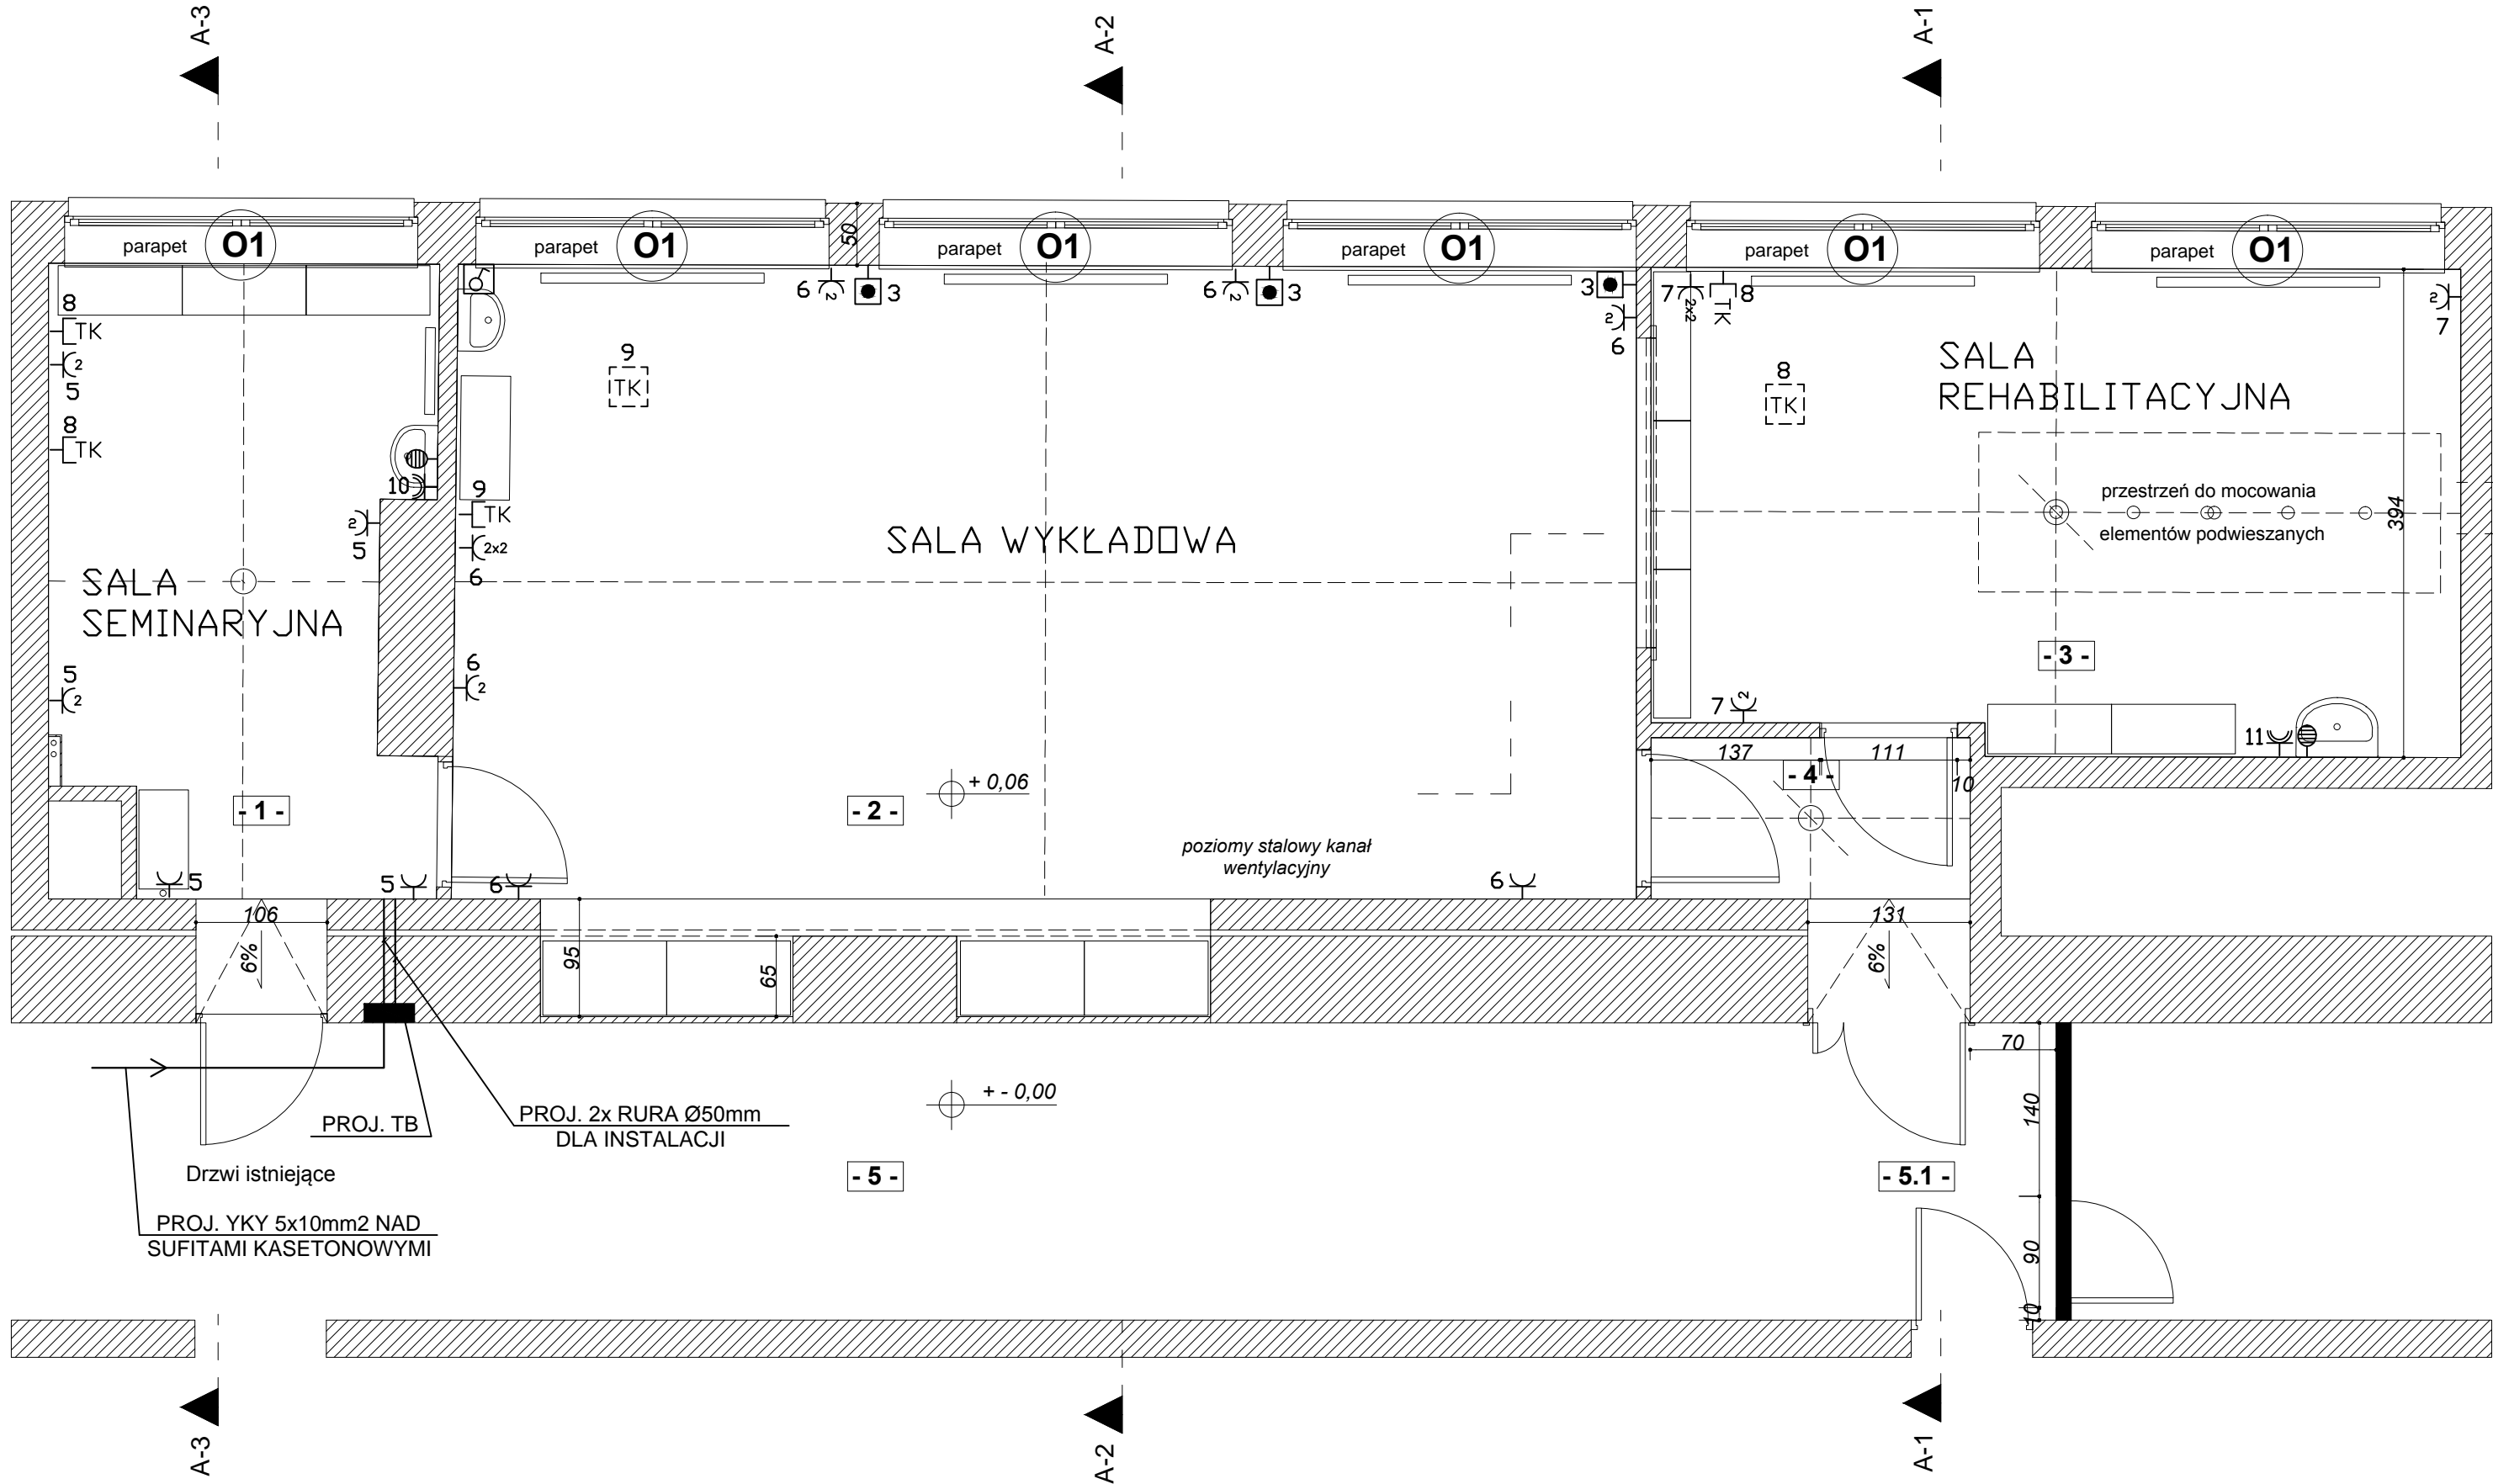 A-3
A-2
A-1
parapet O1
parapet O1
50
parapet O1
parapet O1
parapet O1
parapet O1
8
TK
2
5
8
TK
10
2
5
SALA
SEMINARYJNA
5
2
- 1 -
5
5
9
TK
6 2
3
6 2
3
3
2
6
9
TK
2x2
6
SALA WYKŁADOWA
6
2
- 2 -
+ 0,06
poziomy stalowy kanał
wentylacyjny
6
6
7 2x2
TK 8
2
7
8
TK
SALA
REHABILITACYJNA
przestrzeń do mocowania
elementów podwieszanych
394
- 3 -
7 2
11
137
111
10
- 4 -
106
6%
95
65
131
6%
70
140
90
10
PROJ. TB
PROJ. 2x RURA Ø50mm
DLA INSTALACJI
+ - 0,00
Drzwi istniejące
- 5 -
- 5.1 -
PROJ. YKY 5x10mm2 NAD
SUFITAMI KASETONOWYMI
A-3
A-2
A-1